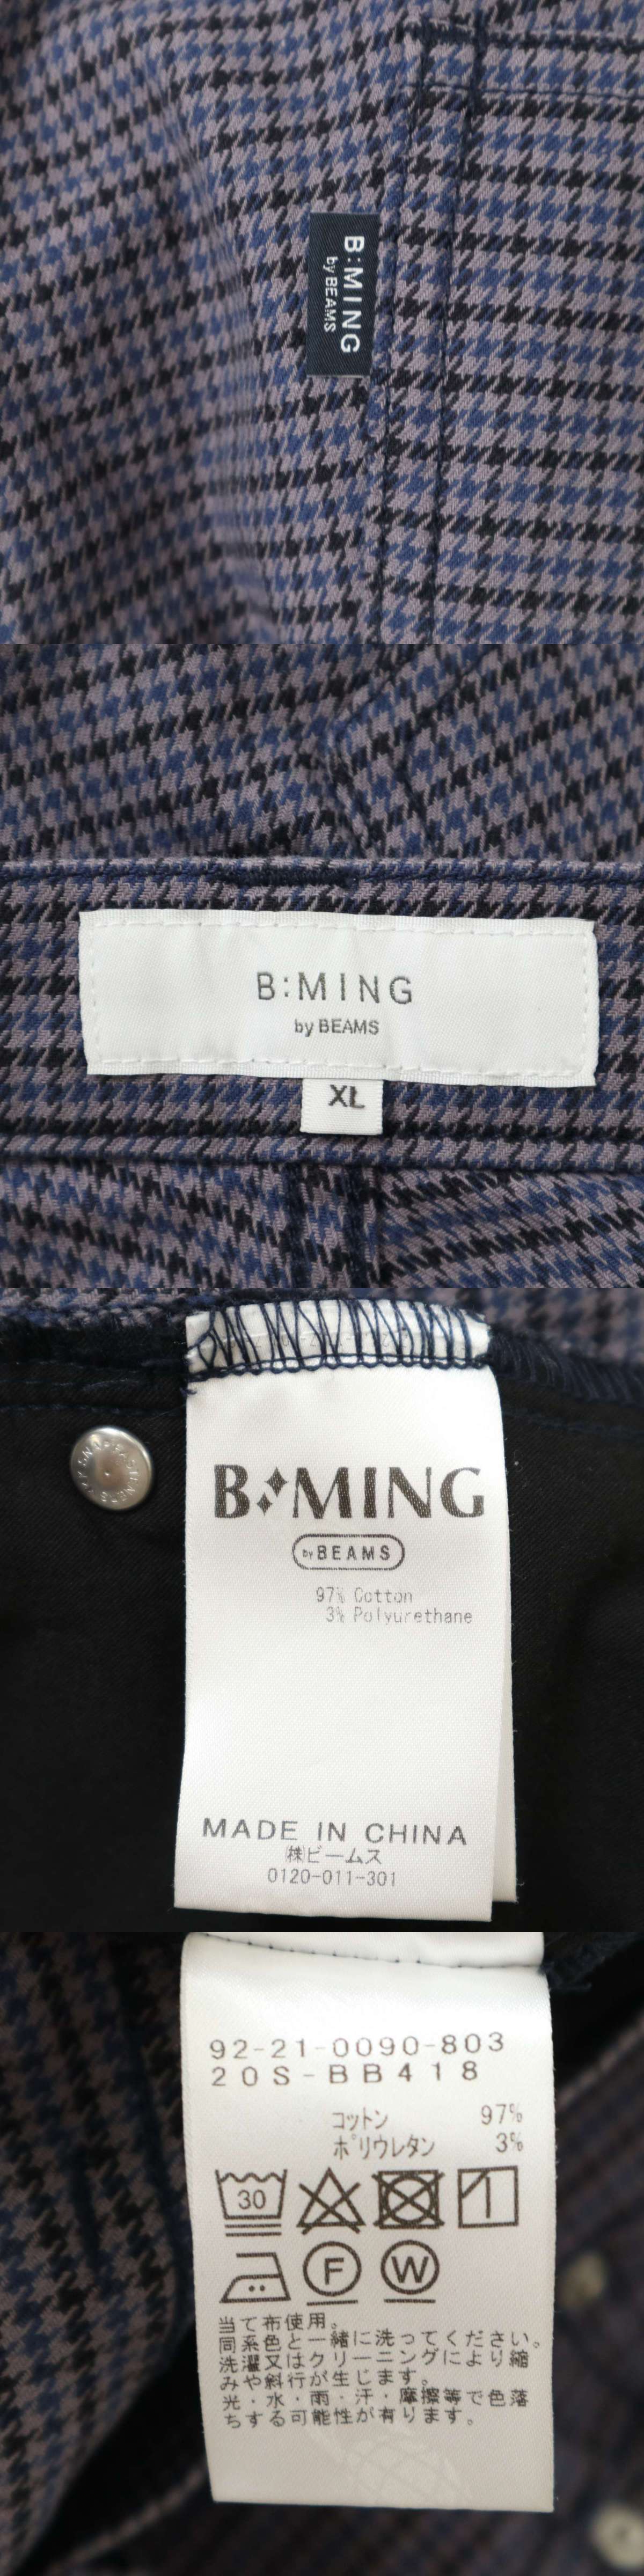 B:MING
by BEAMS
B:MING
by BEAMS
XL
B:MING
by BEAMS
97% Cotton
3% Polyurethane
MADE IN CHINA
㈱ビームス
0120-011-301
92-21-0090-803
20S-BB418
コットン 97%
ポリウレタン 3%
30
F
W
当て布使用。
同系色と一緒に洗ってください。
洗濯又はクリーニングにより縮
みや斜行が生じます。
光・水・雨・汗・摩擦等で色落
ちする可能性が有ります。